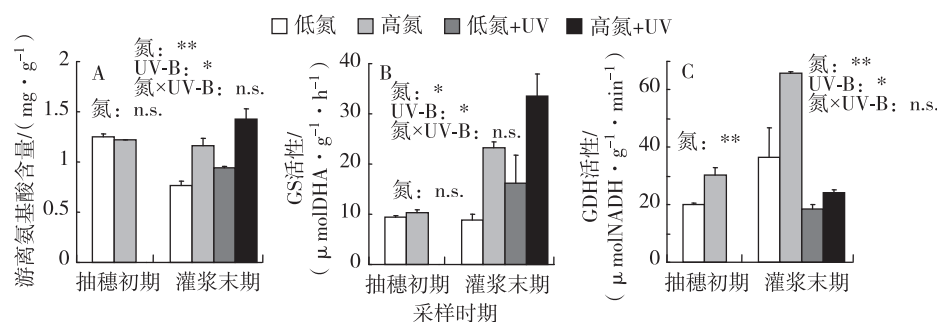 低氮 高氮 低氮+UV 高氮+UV
A
氮：**
UV-B：*
氮×UV-B：n.s.
氮：n.s.
游离氨基酸含量/(mg·g⁻¹)
2
1.5
1
0.5
0
抽穗初期 灌浆末期
B
氮：*
UV-B：*
氮×UV-B：n.s.
氮：n.s.
GS活性/
(μmolDHA·g⁻¹·h⁻¹)
40
30
20
10
0
抽穗初期 灌浆末期
采样时期
C
氮：**
UV-B：*
氮×UV-B：n.s.
氮：**
GDH活性/
(μmolNADH·g⁻¹·min⁻¹)
60
40
20
0
抽穗初期 灌浆末期